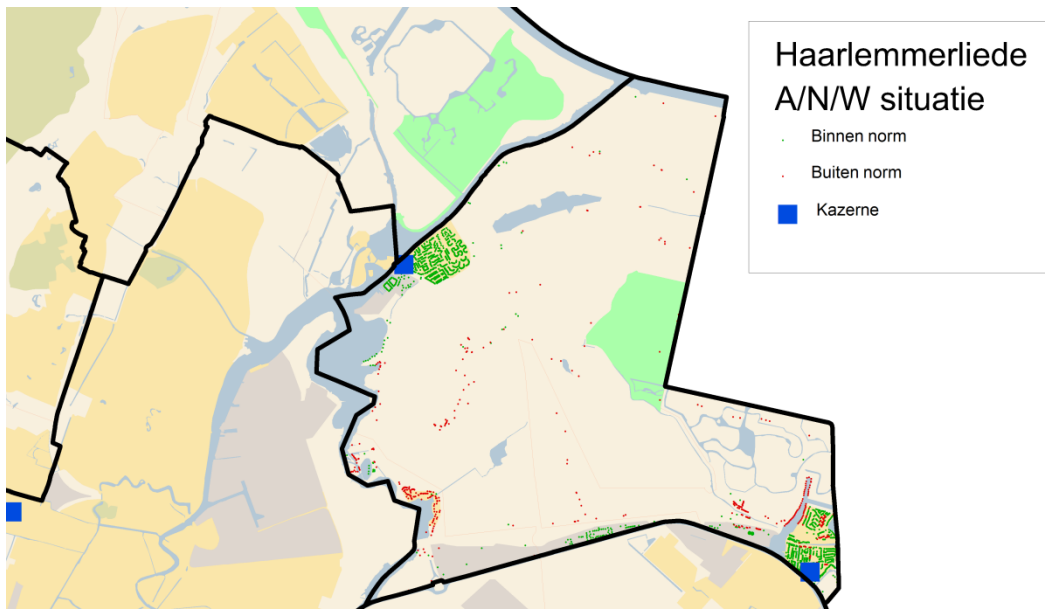 Haarlemmerliede
A/N/W situatie
Binnen norm
Buiten norm
Kazerne